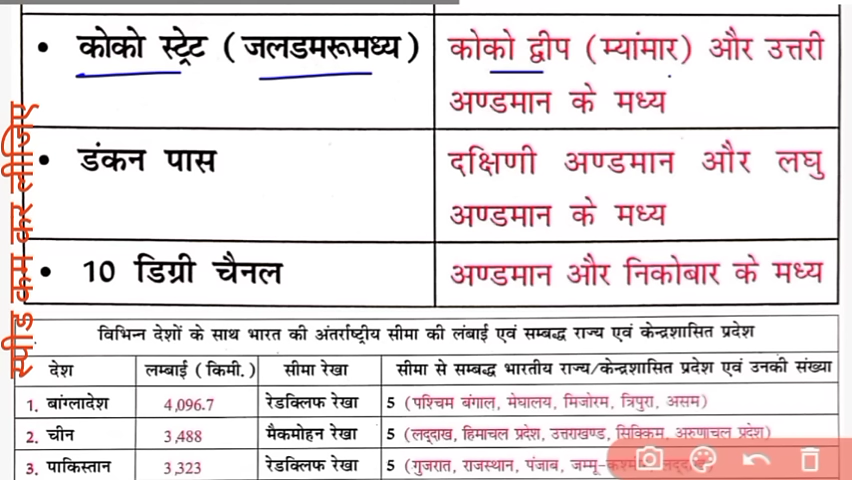 • कोको स्ट्रेट (जलडमरूमध्य) कोको द्वीप (म्यांमार) और उत्तरी
अण्डमान के मध्य
• डंकन पास दक्षिणी अण्डमान और लघु
अण्डमान के मध्य
• 10 डिग्री चैनल अण्डमान और निकोबार के मध्य
स्पीड कम कर लीजिए
विभिन्न देशों के साथ भारत की अंतर्राष्ट्रीय सीमा की लंबाई एवं सम्बद्ध राज्य एवं केन्द्रशासित प्रदेश
देश लम्बाई (किमी.) सीमा रेखा सीमा से सम्बद्ध भारतीय राज्य/केन्द्रशासित प्रदेश एवं उनकी संख्या
1. बांग्लादेश 4,096.7 रेडक्लिफ रेखा 5 (पश्चिम बंगाल, मेघालय, मिजोरम, त्रिपुरा, असम)
2. चीन 3,488 मैकमोहन रेखा 5 (लद्दाख, हिमाचल प्रदेश, उत्तराखण्ड, सिक्किम, अरुणाचल प्रदेश)
3. पाकिस्तान 3,323 रेडक्लिफ रेखा 5 (गुजरात, राजस्थान, पंजाब, जम्मू-कश्मीर,